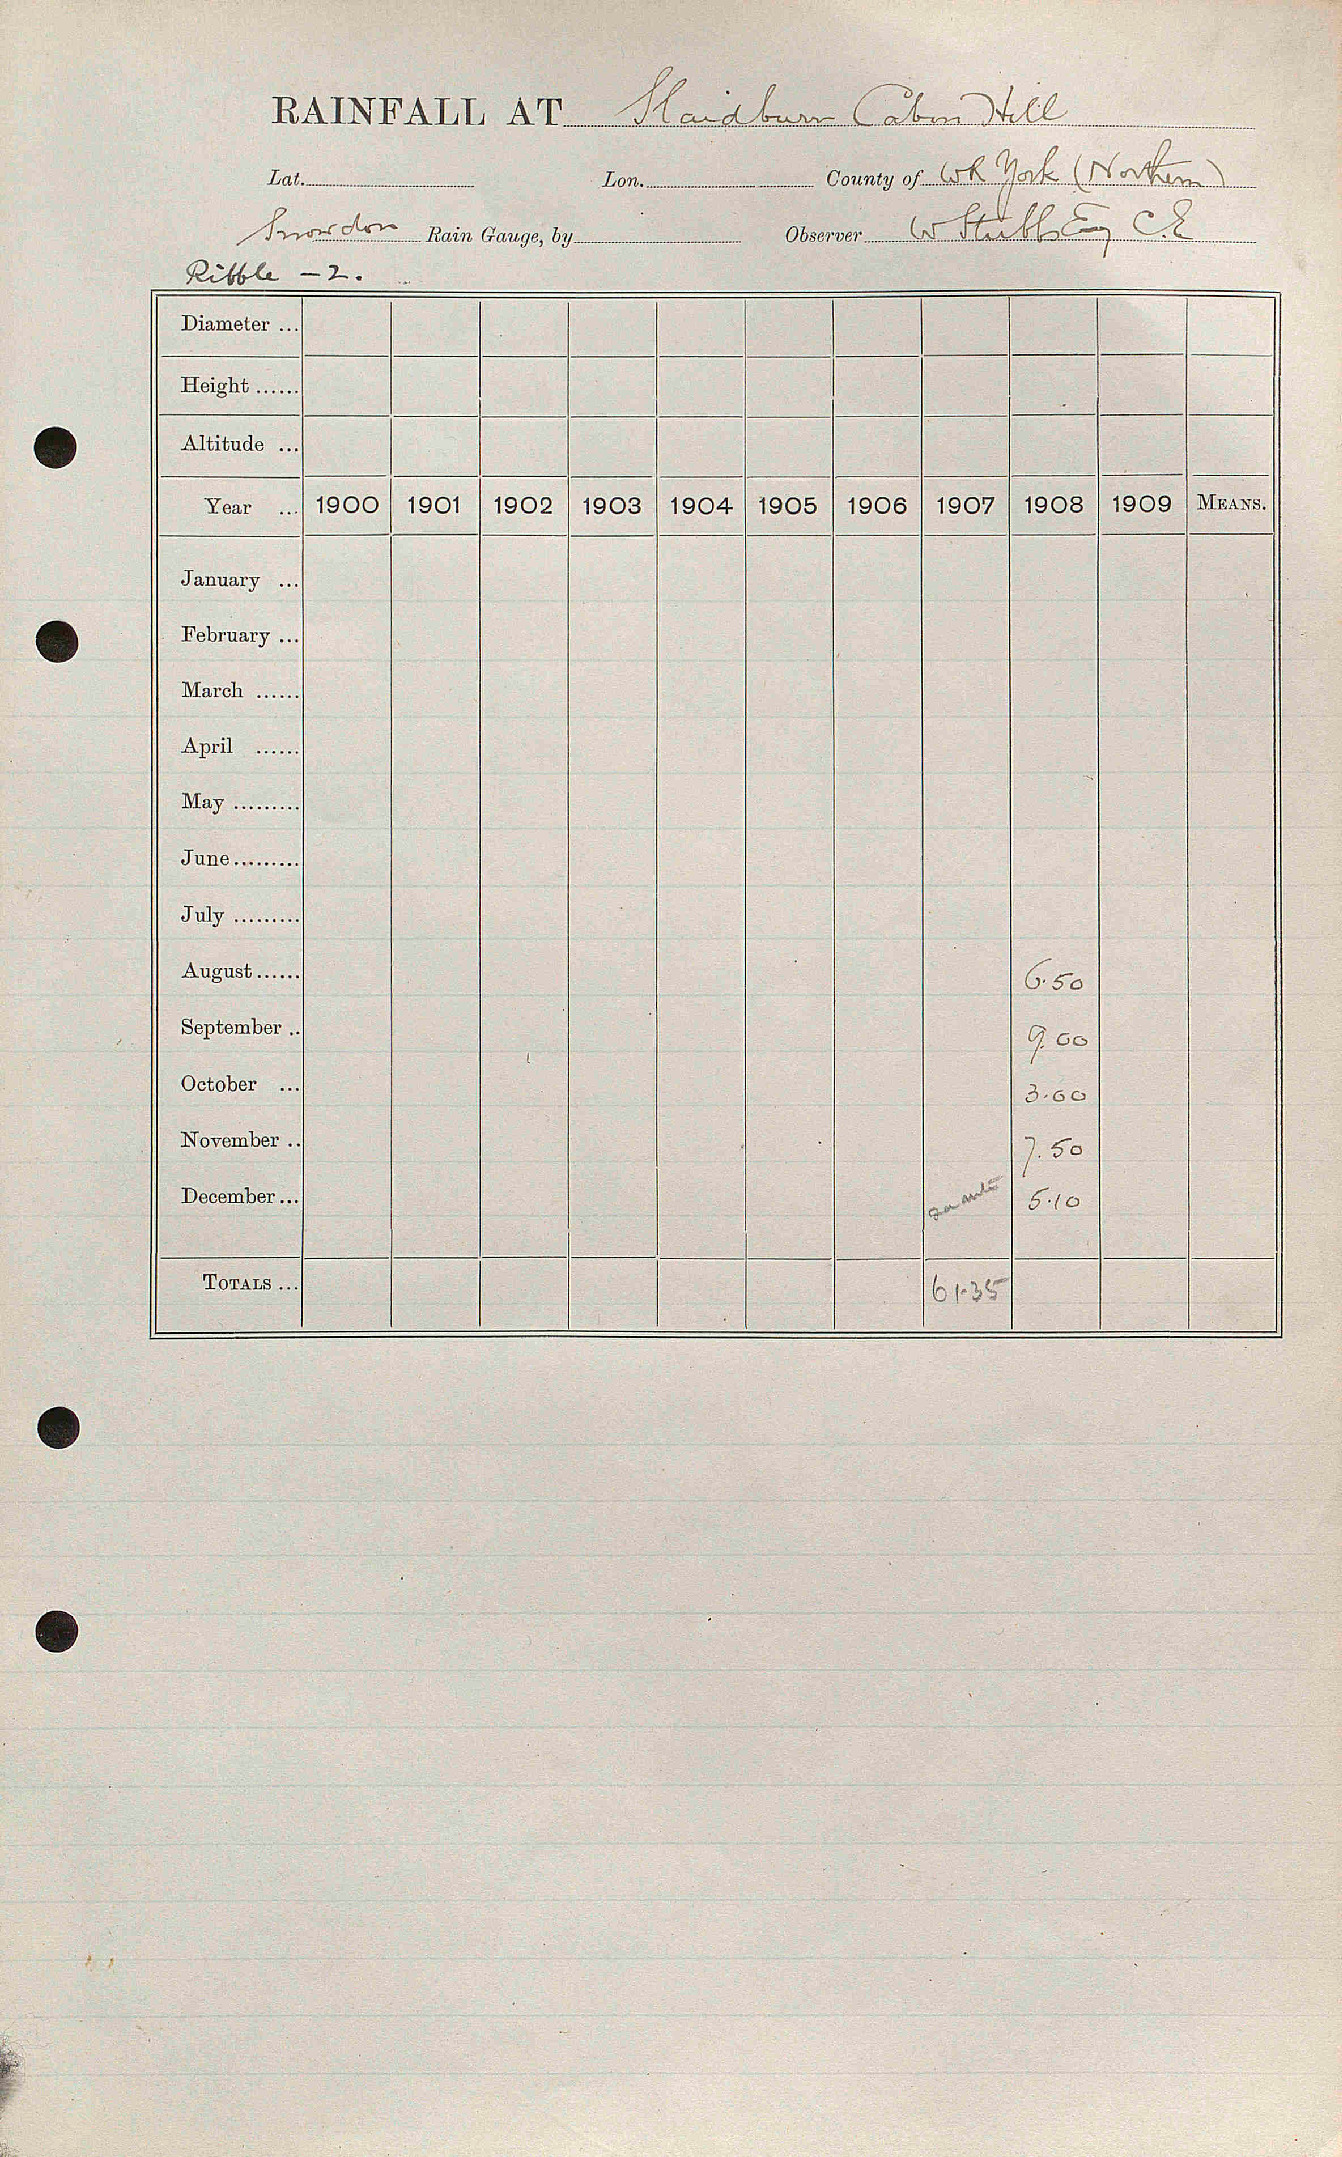 RAINFALL AT Slaidburn Cabin Hill
Lat. Lon. County of WR York (Northern)
Snowdon Rain Gauge, by Observer W Stubbs Esq C.E
Ribble - 2.
Diameter ...
Height ......
Altitude ...
Year ... 1900 1901 1902 1903 1904 1905 1906 1907 1908 1909 MEANS.
January ...
February ...
March ......
April ......
May .........
June .........
July .........
August ...... 6.50
September .. 9.00
October ... 3.00
November .. 7.50
December ... 5.10
TOTALS ... 61.35